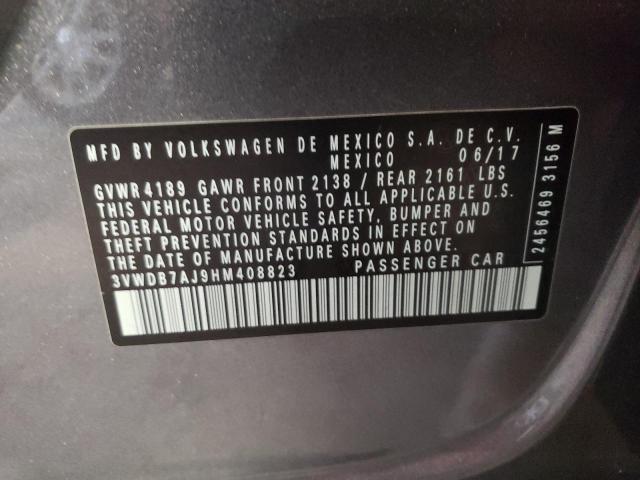 MFD BY VOLKSWAGEN DE MEXICO S.A. DE C.V.
MEXICO 06/17
GVWR 4189 GAWR FRONT 2138 / REAR 2161 LBS
THIS VEHICLE CONFORMS TO ALL APPLICABLE U.S.
FEDERAL MOTOR VEHICLE SAFETY, BUMPER AND
THEFT PREVENTION STANDARDS IN EFFECT ON
THE DATE OF MANUFACTURE SHOWN ABOVE.
3VWDB7AJ9HM408823 PASSENGER CAR
2456469 3156 M